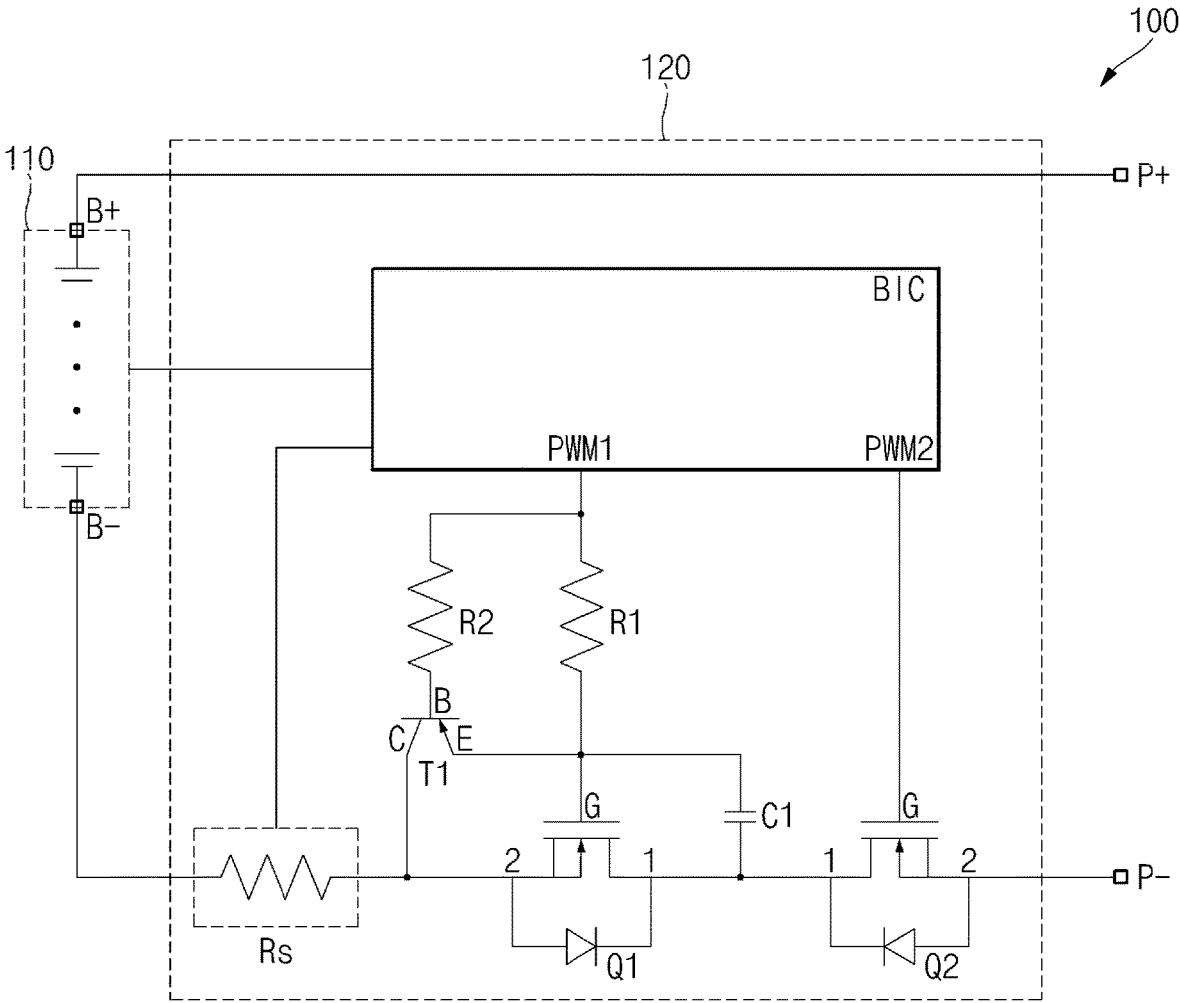 100
120
110
P+
B+
BIC
PWM1 PWM2
B-
R2 R1
B
C E
T1
G G
C1
2 1 1 2
P-
Rs
Q1 Q2